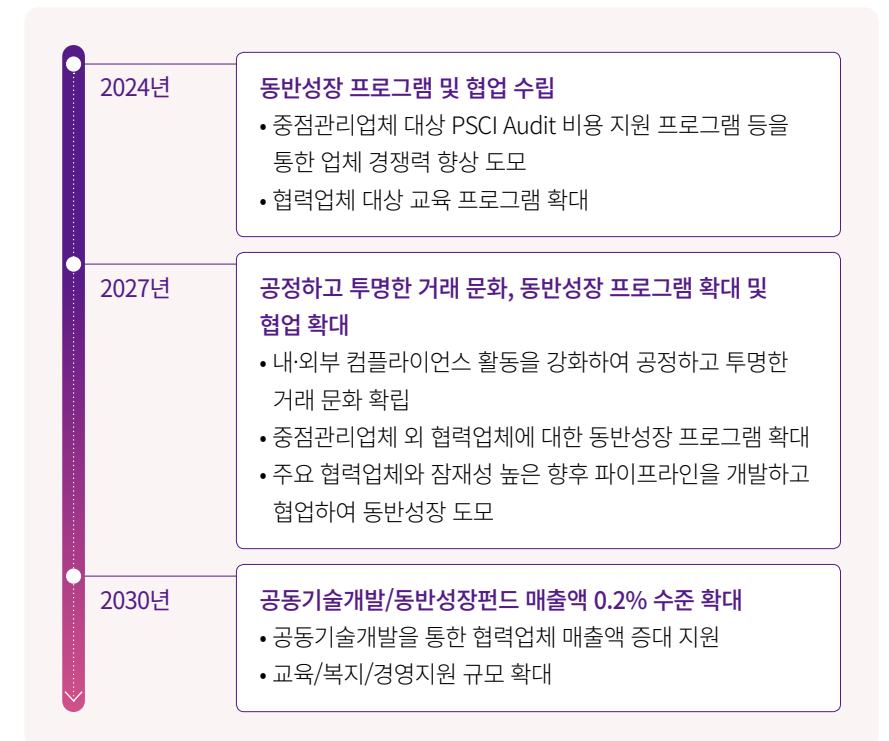 2024년
동반성장 프로그램 및 협업 수립
• 중점관리업체 대상 PSCI Audit 비용 지원 프로그램 등을
통한 업체 경쟁력 향상 도모
• 협력업체 대상 교육 프로그램 확대
2027년
공정하고 투명한 거래 문화, 동반성장 프로그램 확대 및
협업 확대
• 내·외부 컴플라이언스 활동을 강화하여 공정하고 투명한
거래 문화 확립
• 중점관리업체 외 협력업체에 대한 동반성장 프로그램 확대
• 주요 협력업체와 잠재성 높은 향후 파이프라인을 개발하고
협업하여 동반성장 도모
2030년
공동기술개발/동반성장펀드 매출액 0.2% 수준 확대
• 공동기술개발을 통한 협력업체 매출액 증대 지원
• 교육/복지/경영지원 규모 확대